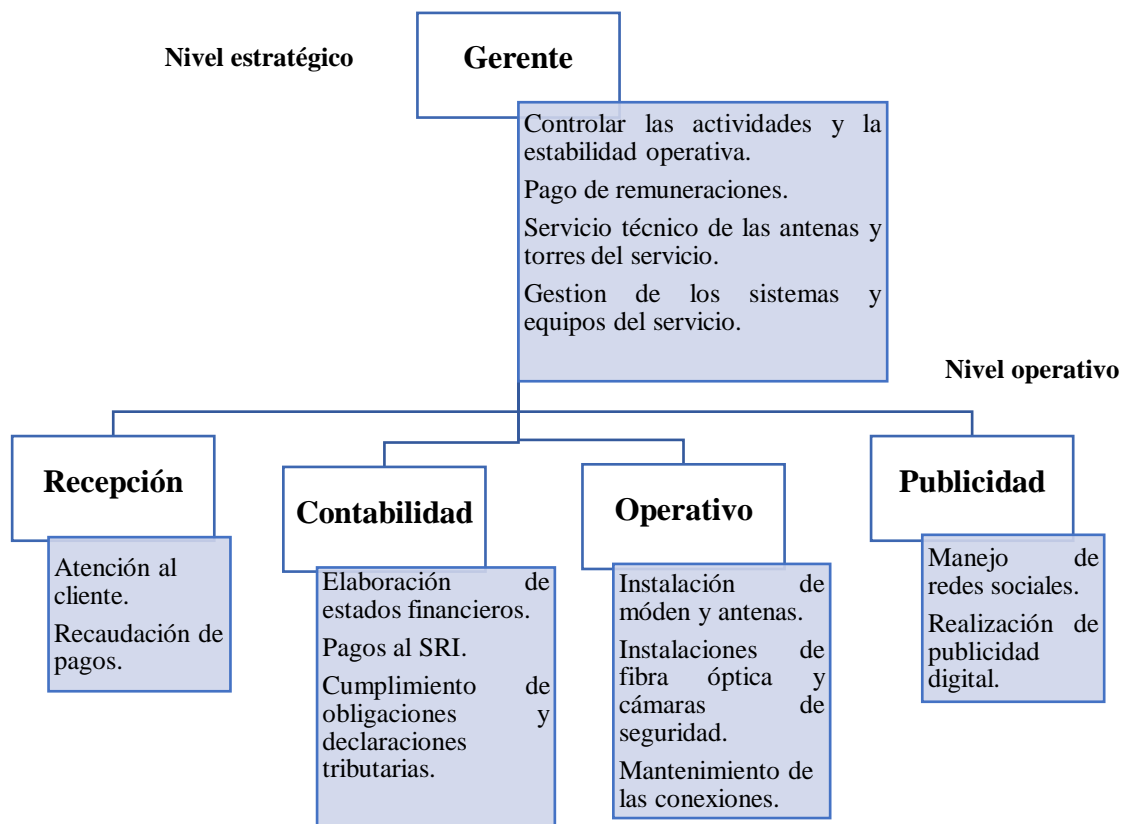 Nivel estratégico
Gerente
Controlar las actividades y la
estabilidad operativa.
Pago de remuneraciones.
Servicio técnico de las antenas y
torres del servicio.
Gestion de los sistemas y
equipos del servicio.
Nivel operativo
Recepción
Atención al
cliente.
Recaudación de
pagos.
Contabilidad
Elaboración de
estados financieros.
Pagos al SRI.
Cumplimiento de
obligaciones y
declaraciones
tributarias.
Operativo
Instalación de
móden y antenas.
Instalaciones de
fibra óptica y
cámaras de
seguridad.
Mantenimiento de
las conexiones.
Publicidad
Manejo de
redes sociales.
Realización de
publicidad
digital.